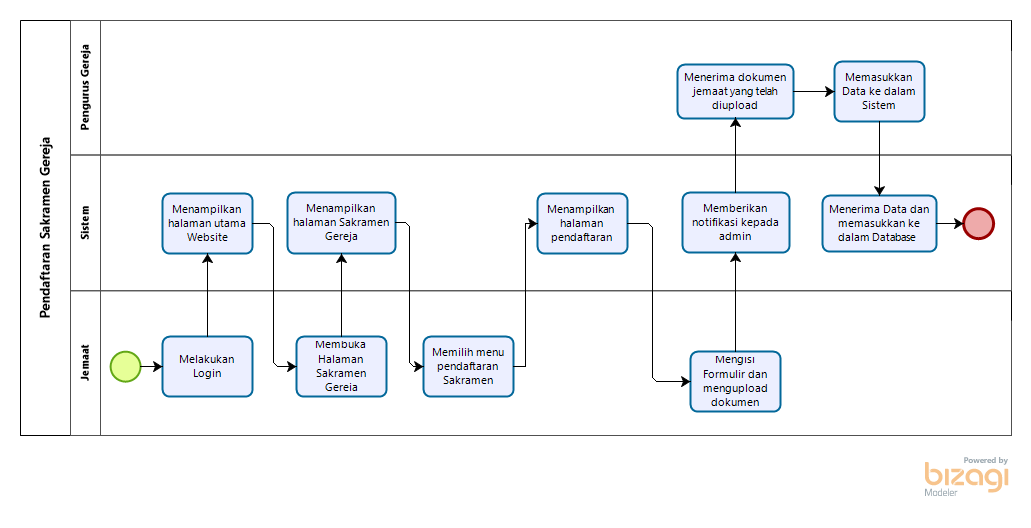 Pendaftaran Sakramen Gereja
Pengurus Gereja
Menerima dokumen
jemaat yang telah
diupload
Memasukkan
Data ke dalam
Sistem
Sistem
Menampilkan
halaman utama
Website
Menampilkan
halaman Sakramen
Gereja
Menampilkan
halaman
pendaftaran
Memberikan
notifikasi kepada
admin
Menerima Data dan
memasukkan ke
dalam Database
Jemaat
Melakukan
Login
Membuka
Halaman
Sakramen
Gereja
Memilih menu
pendaftaran
Sakramen
Mengisi
Formulir dan
mengupload
dokumen
Powered by
bizagi
Modeler